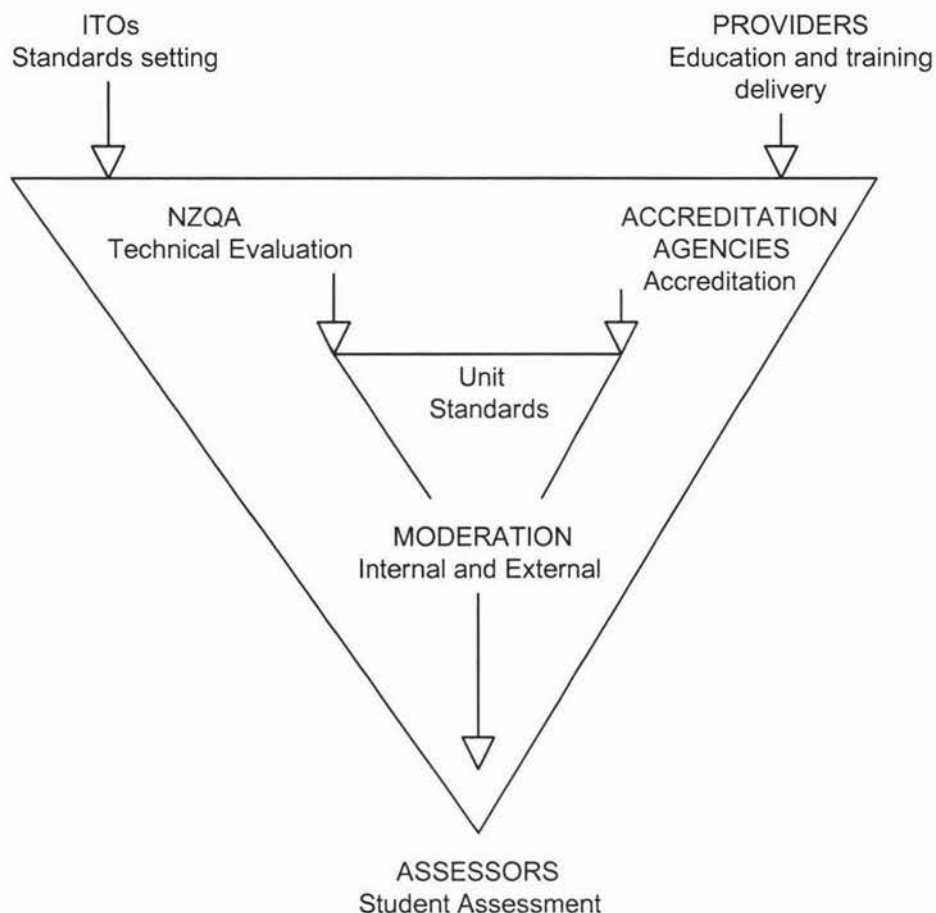 ITOs
Standards setting
PROVIDERS
Education and training
delivery
NZQA
Technical Evaluation
ACCREDITATION
AGENCIES
Accreditation
Unit
Standards
MODERATION
Internal and External
ASSESSORS
Student Assessment